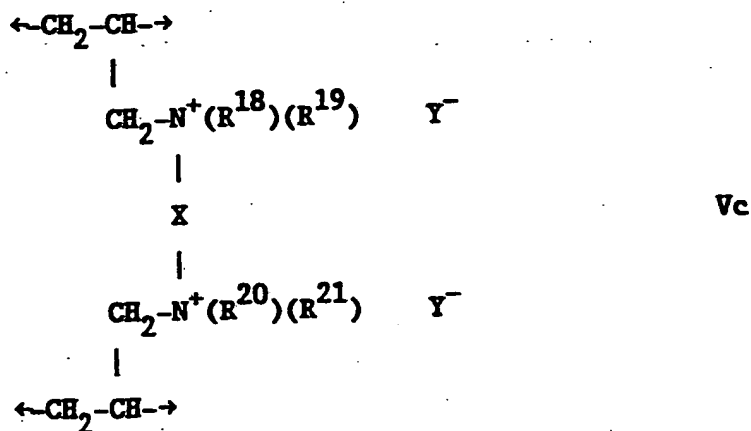 ←CH₂-CH-→
|
CH₂-N⁺(R¹⁸)(R¹⁹) Y⁻
|
X Vc
|
CH₂-N⁺(R²⁰)(R²¹) Y⁻
|
←CH₂-CH-→